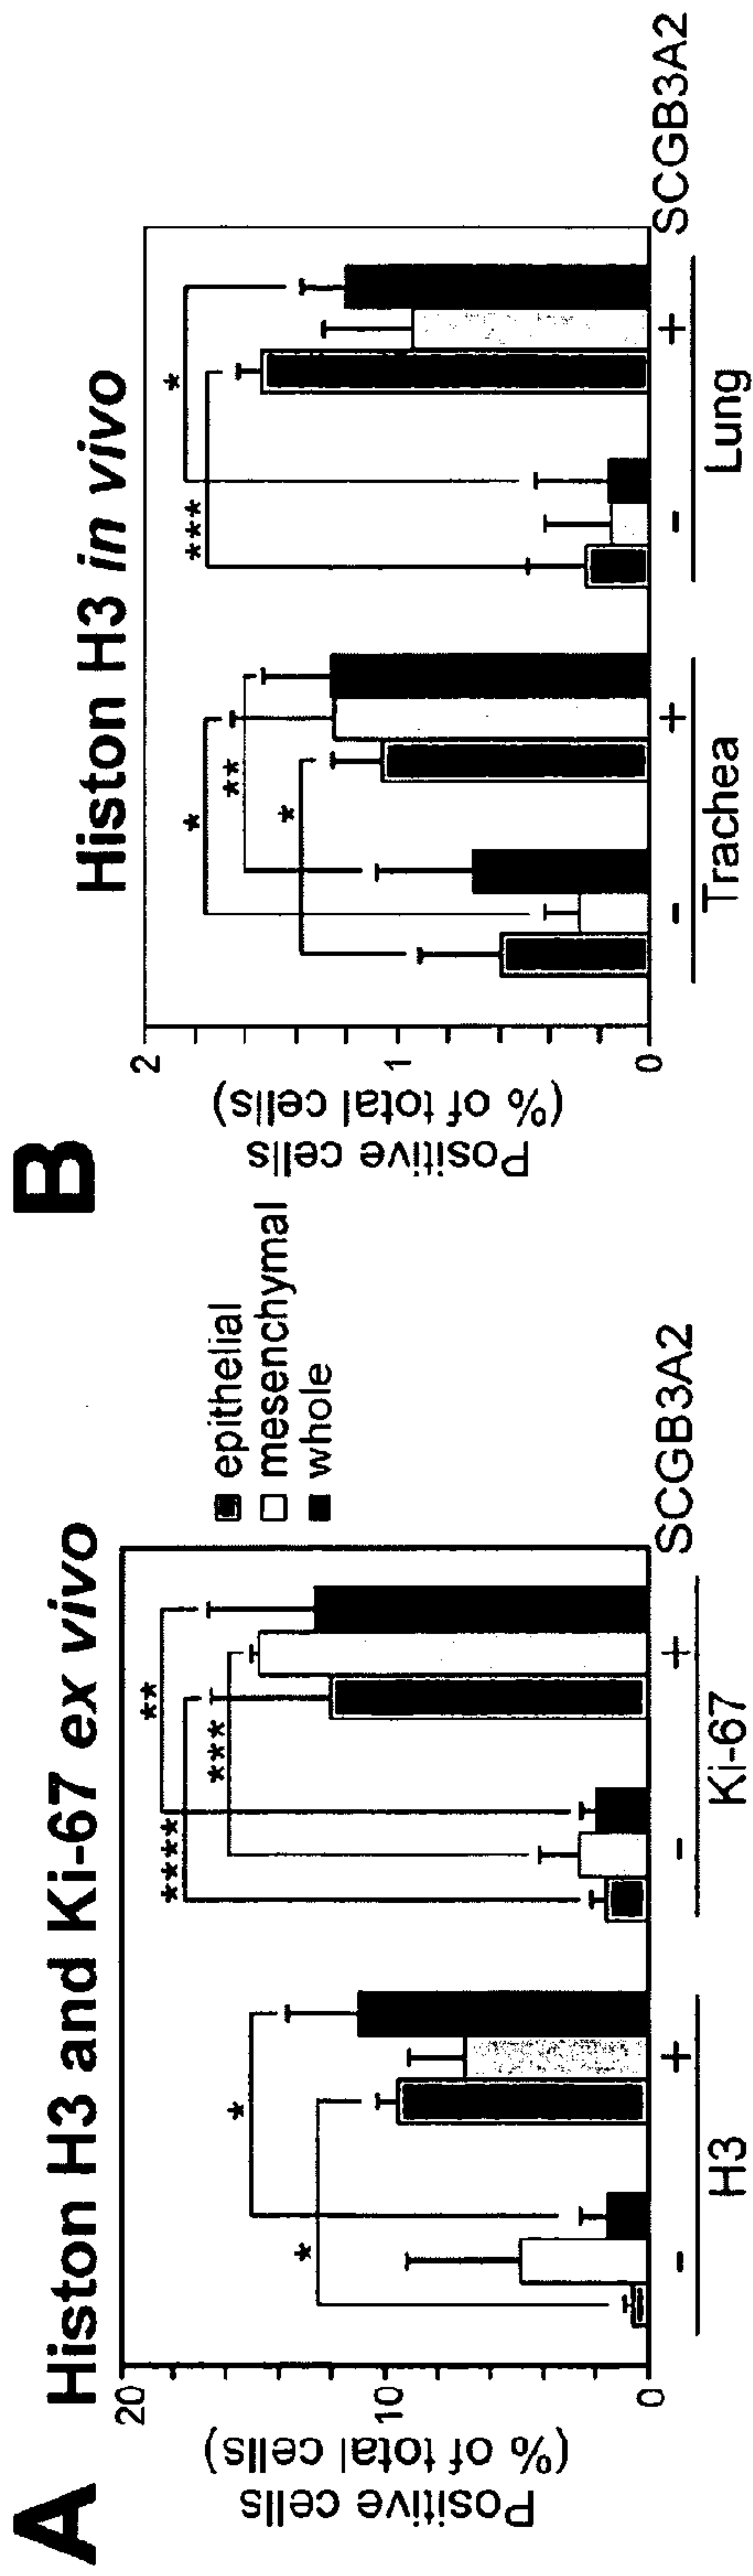 A
Histon H3 and Ki-67 ex vivo
Positive cells
(% of total cells)
20
10
0
*
*
****
**
***
- + - +
SCGB3A2
H3
Ki-67
epithelial
mesenchymal
whole
B
Histon H3 in vivo
Positive cells
(% of total cells)
2
1
0
*
**
*
***
*
- + - +
SCGB3A2
Trachea
Lung